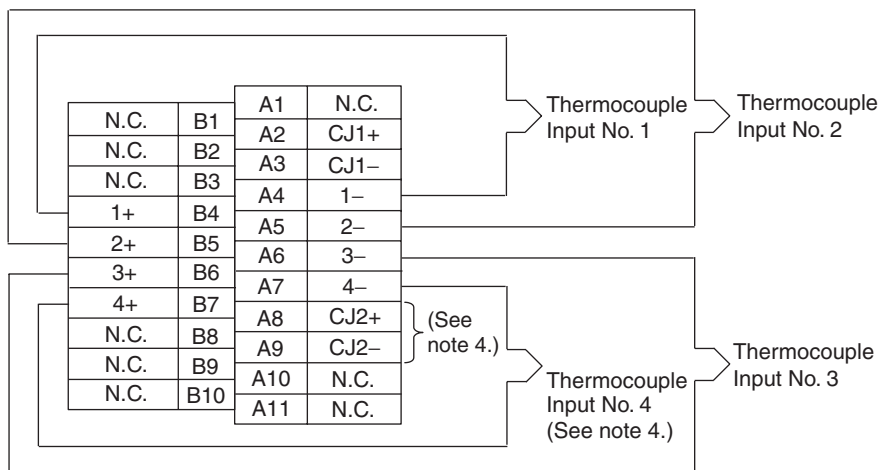 N.C. B1
N.C. B2
N.C. B3
1+ B4
2+ B5
3+ B6
4+ B7
N.C. B8
N.C. B9
N.C. B10
A1 N.C.
A2 CJ1+
A3 CJ1−
A4 1−
A5 2−
A6 3−
A7 4−
A8 CJ2+
A9 CJ2−
A10 N.C.
A11 N.C.
(See
note 4.)
Thermocouple
Input No. 1
Thermocouple
Input No. 2
Thermocouple
Input No. 4
(See note 4.)
Thermocouple
Input No. 3